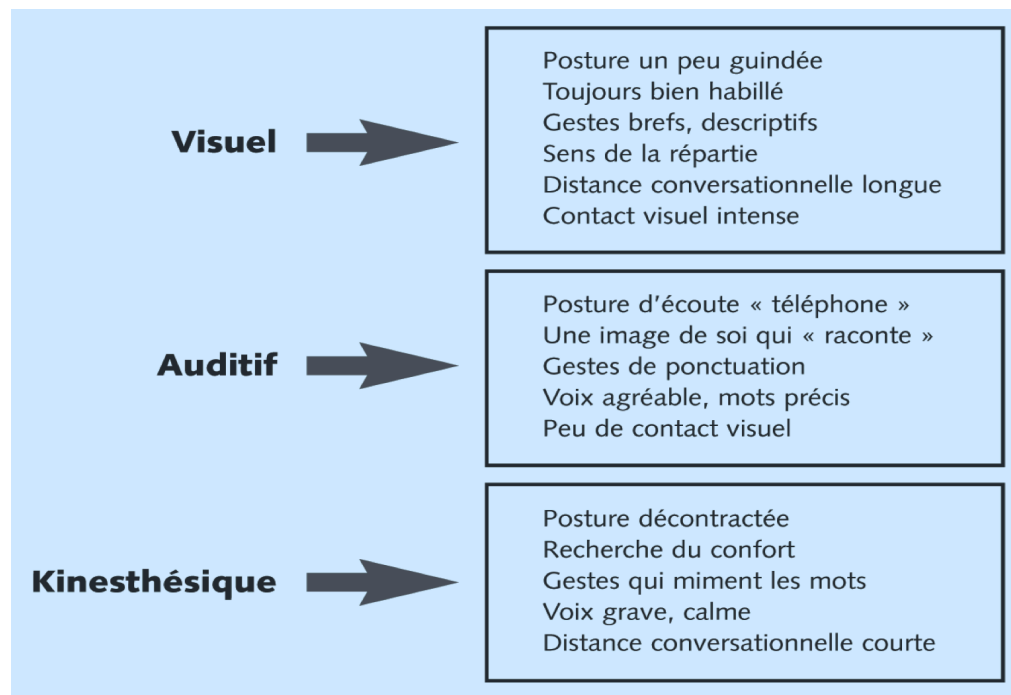 Visuel
Posture un peu guindée
Toujours bien habillé
Gestes brefs, descriptifs
Sens de la répartie
Distance conversationnelle longue
Contact visuel intense
Auditif
Posture d'écoute « téléphone »
Une image de soi qui « raconte »
Gestes de ponctuation
Voix agréable, mots précis
Peu de contact visuel
Kinesthésique
Posture décontractée
Recherche du confort
Gestes qui miment les mots
Voix grave, calme
Distance conversationnelle courte